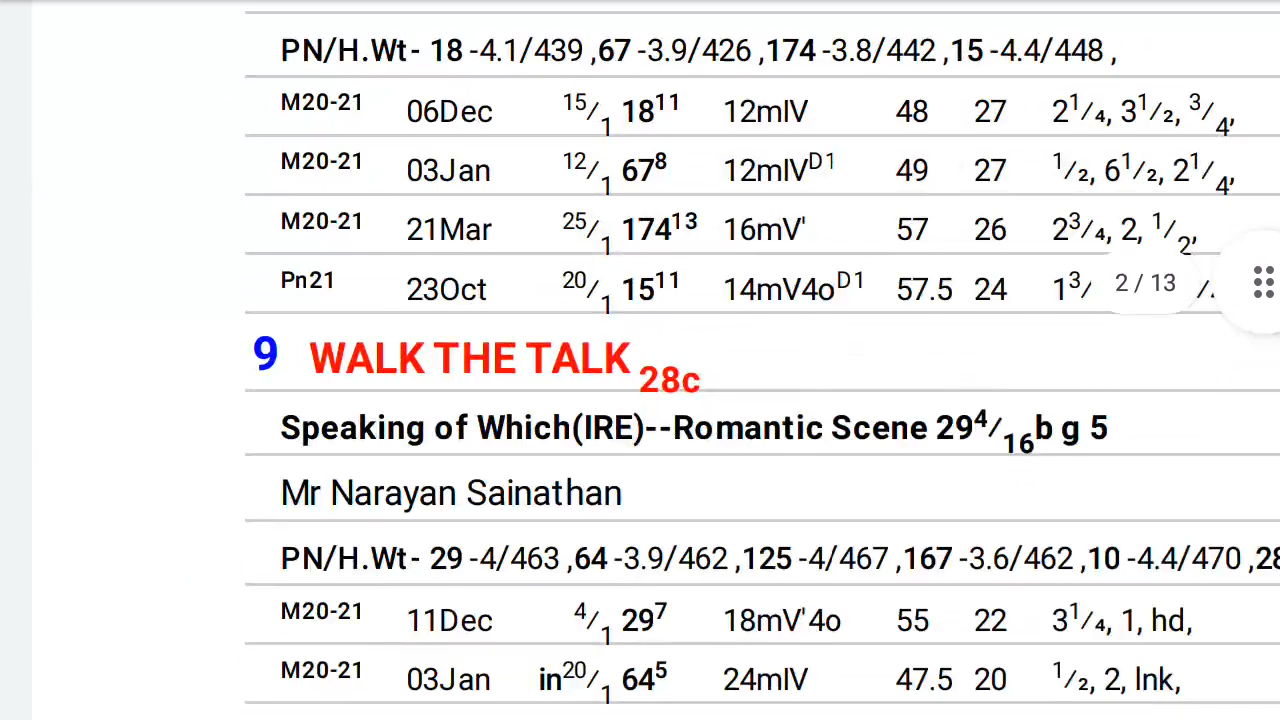 PN/H.Wt- 18 -4.1/439 ,67 -3.9/426 ,174 -3.8/442 ,15 -4.4/448 ,
M20-21 06Dec 15/1 18 11 12mIV 48 27 2 1/4, 3 1/2, 3/4,
M20-21 03Jan 12/1 67 8 12mIV D1 49 27 1/2, 6 1/2, 2 1/4,
M20-21 21Mar 25/1 174 13 16mV' 57 26 2 3/4, 2, 1/2,
Pn21 23Oct 20/1 15 11 14mV4o D1 57.5 24 1 3/
2 / 13
9 WALK THE TALK 28c
Speaking of Which(IRE)--Romantic Scene 29 4/16 b g 5
Mr Narayan Sainathan
PN/H.Wt- 29 -4/463 ,64 -3.9/462 ,125 -4/467 ,167 -3.6/462 ,10 -4.4/470 ,28
M20-21 11Dec 4/1 29 7 18mV'4o 55 22 3 1/4, 1, hd,
M20-21 03Jan in20/1 64 5 24mIV 47.5 20 1/2, 2, lnk,